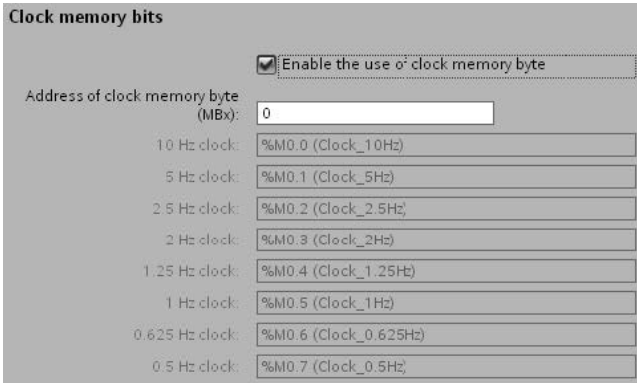 Clock memory bits
Enable the use of clock memory byte
Address of clock memory byte
(MBx): 0
10 Hz clock: %M0.0 (Clock_10Hz)
5 Hz clock: %M0.1 (Clock_5Hz)
2.5 Hz clock: %M0.2 (Clock_2.5Hz)
2 Hz clock: %M0.3 (Clock_2Hz)
1.25 Hz clock: %M0.4 (Clock_1.25Hz)
1 Hz clock: %M0.5 (Clock_1Hz)
0.625 Hz clock: %M0.6 (Clock_0.625Hz)
0.5 Hz clock: %M0.7 (Clock_0.5Hz)